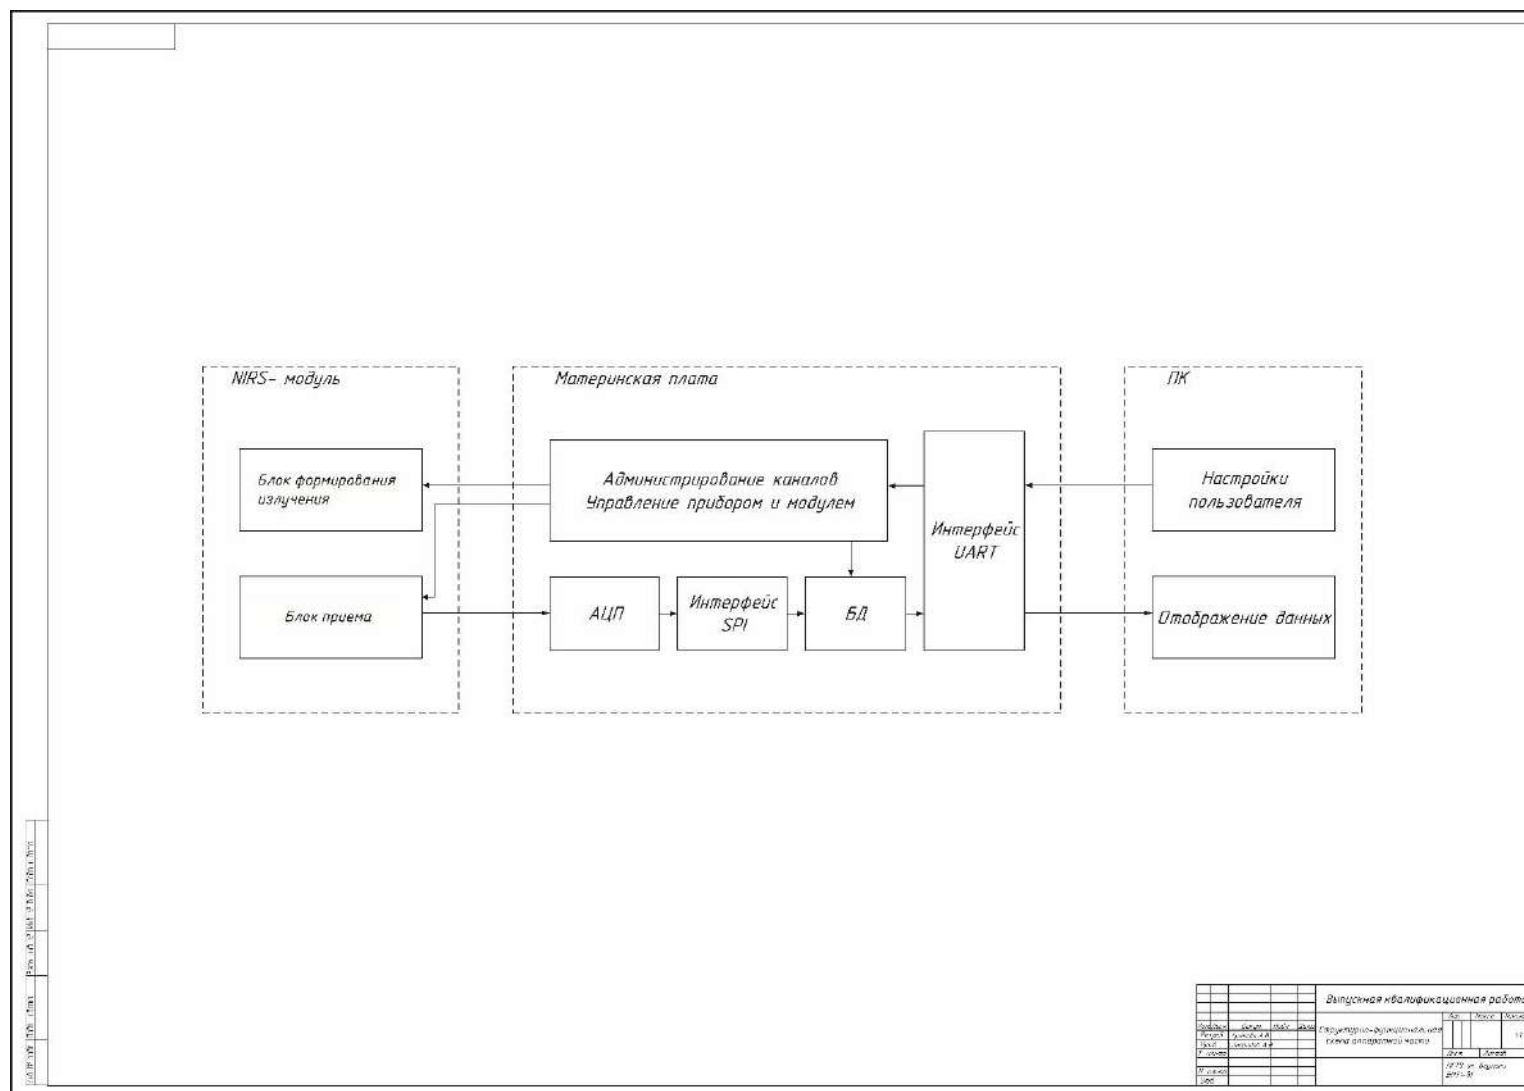 NIRS- модуль
Материнская плата
ПК
Блок формирования
излучения
Администрирование каналов
Управление прибором и модулем
Интерфейс
UART
Настройки
пользователя
Блок приема
АЦП
Интерфейс
SPI
БД
Отображение данных
Выпускная квалификационная работа
Структурно-функциональная
схема аппаратной части